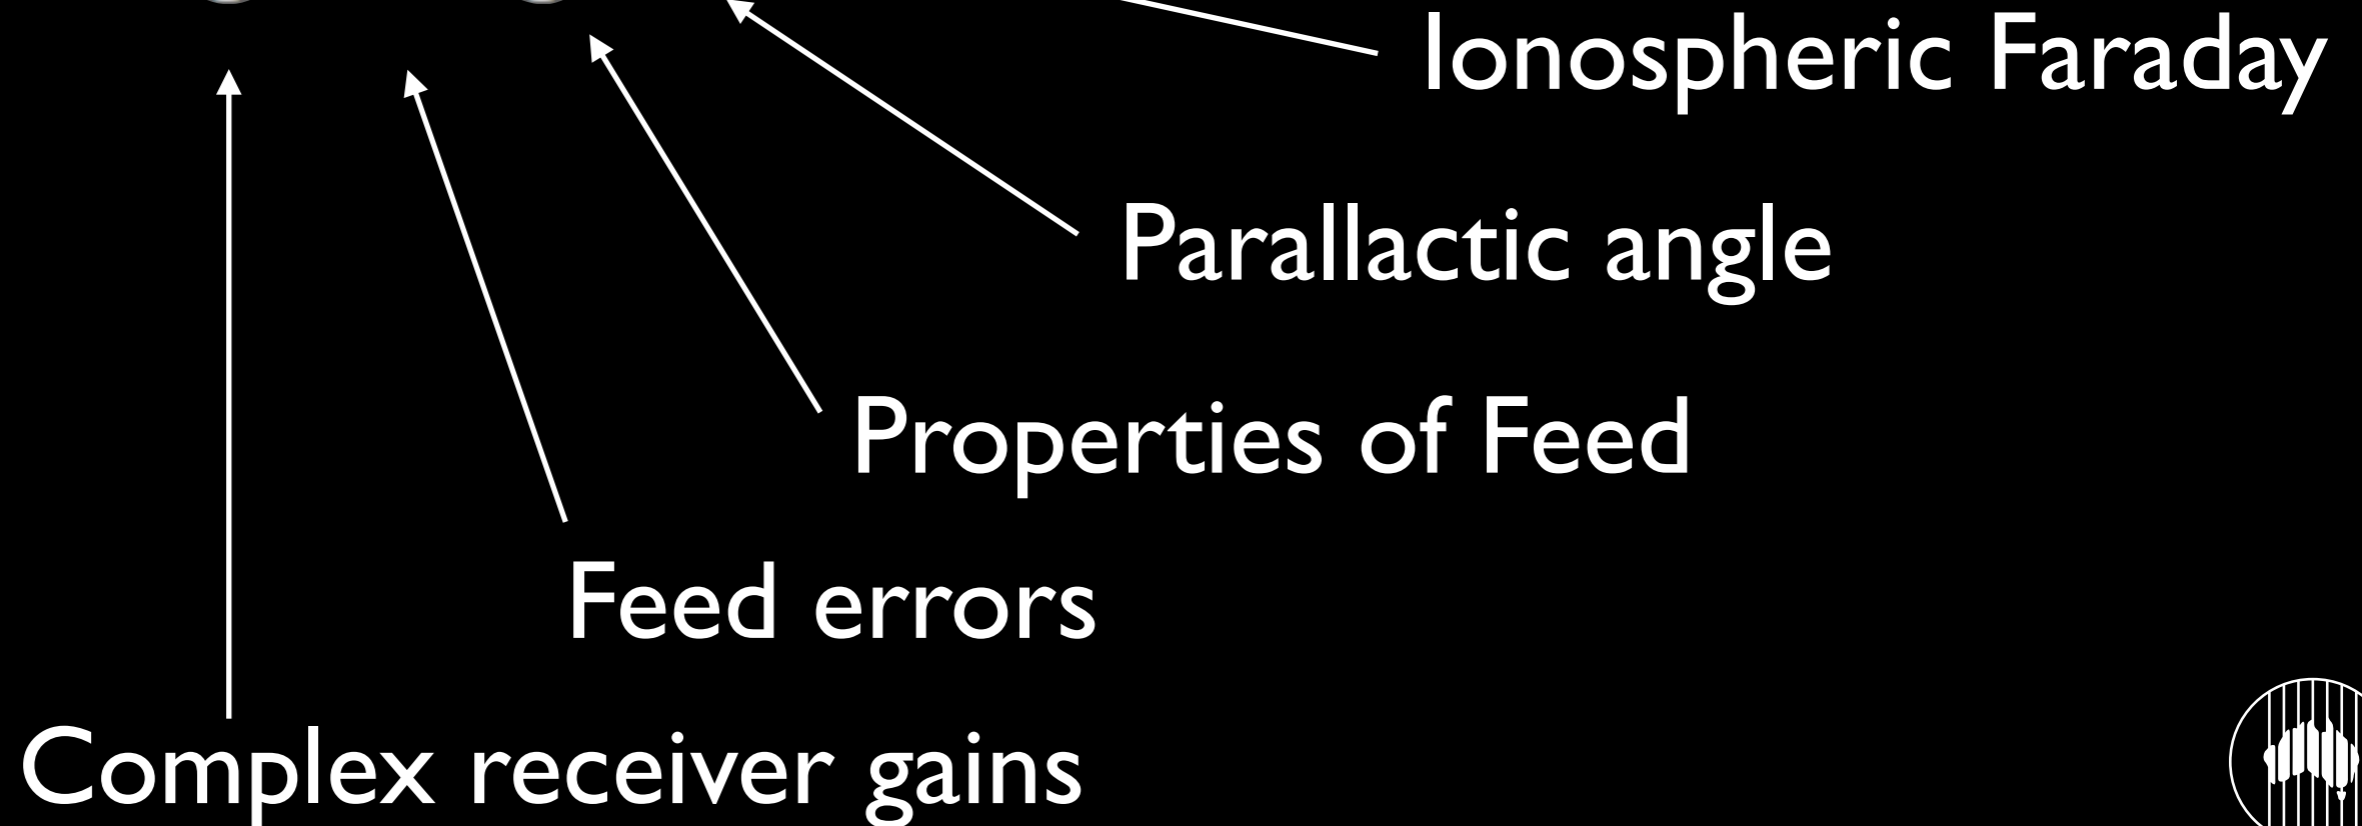 Ionospheric Faraday
Parallactic angle
Properties of Feed
Feed errors
Complex receiver gains